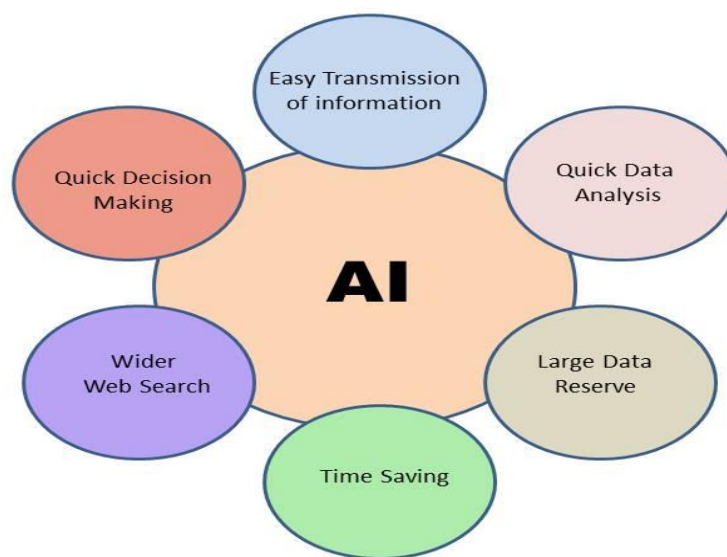 Easy Transmission
of information
Quick Decision
Making
Quick Data
Analysis
AI
Wider
Web Search
Large Data
Reserve
Time Saving